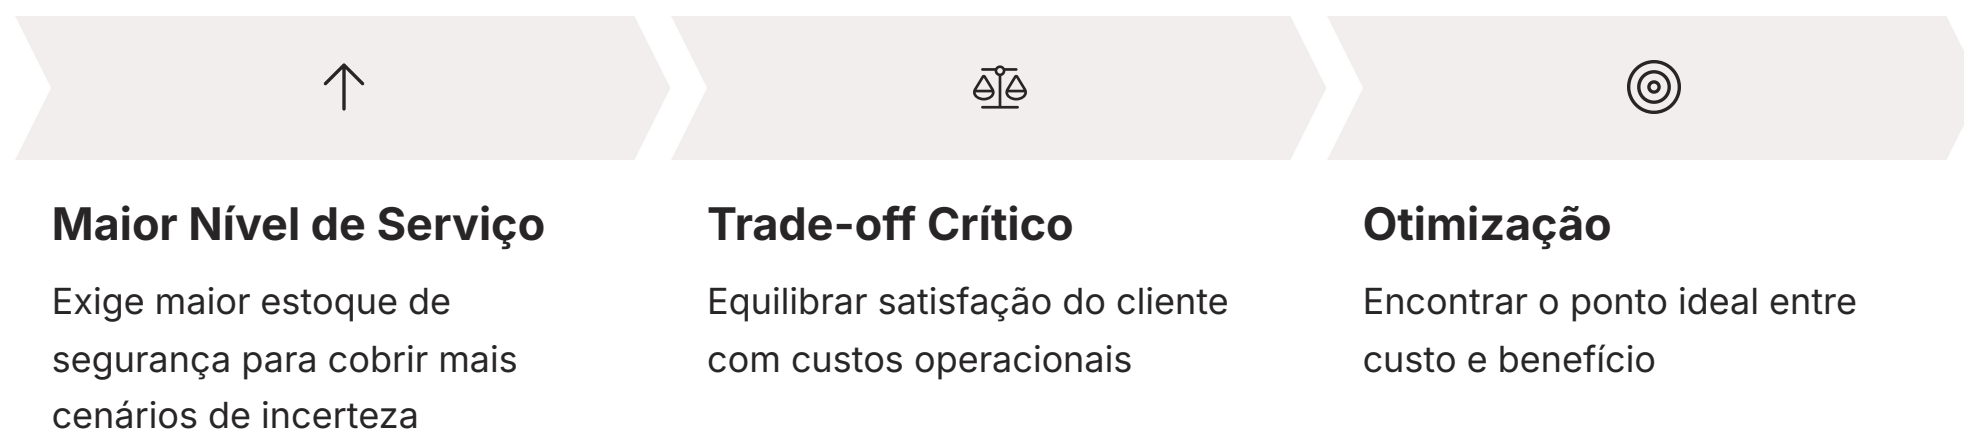 Maior Nível de Serviço
Exige maior estoque de
segurança para cobrir mais
cenários de incerteza
Trade-off Crítico
Equilibrar satisfação do cliente
com custos operacionais
Otimização
Encontrar o ponto ideal entre
custo e benefício